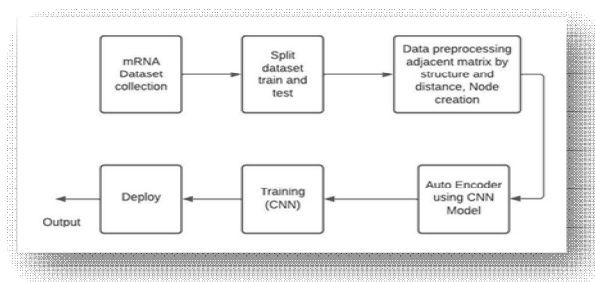 mRNA
Dataset
collection
Split
dataset
train and
test
Data preprocessing
adjacent matrix by
structure and
distance, Node
creation
Auto Encoder
using CNN
Model
Training
(CNN)
Deploy
Output